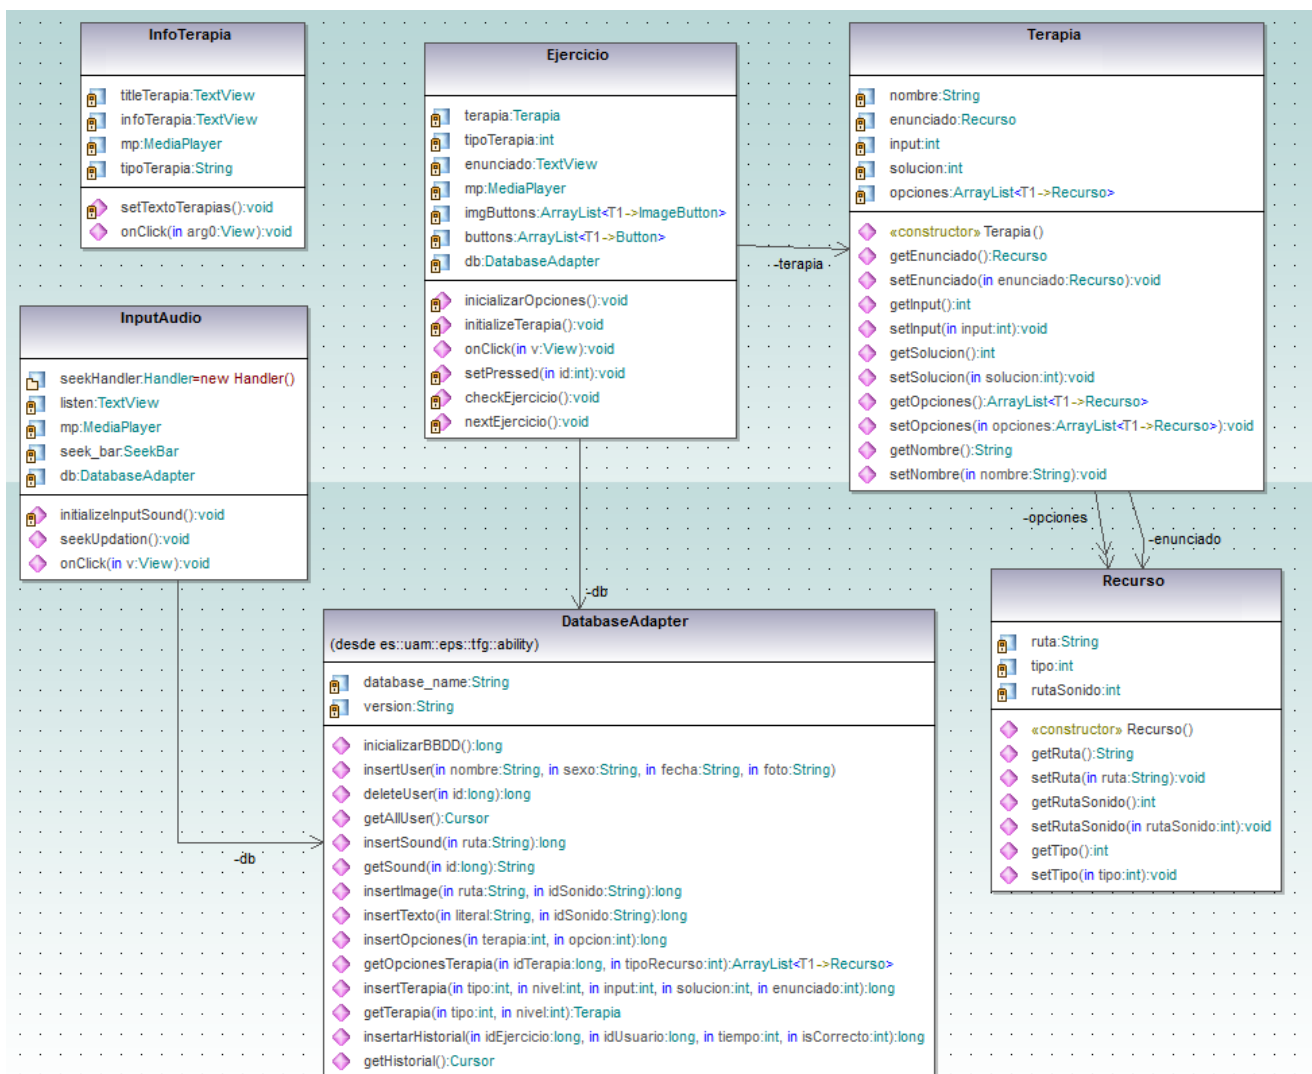 InfoTerapia
titleTerapia:TextView
infoTerapia:TextView
mp:MediaPlayer
tipoTerapia:String
setTextoTerapias():void
onClick(in arg0:View):void
Ejercicio
terapia:Terapia
tipoTerapia:int
enunciado:TextView
mp:MediaPlayer
imgButtons:ArrayList<T1->ImageButton>
buttons:ArrayList<T1->Button>
db:DatabaseAdapter
inicializarOpciones():void
initializeTerapia():void
onClick(in v:View):void
setPressed(in id:int):void
checkEjercicio():void
nextEjercicio():void
-terapia
Terapia
nombre:String
enunciado:Recurso
input:int
solucion:int
opciones:ArrayList<T1->Recurso>
«constructor» Terapia()
getEnunciado():Recurso
setEnunciado(in enunciado:Recurso):void
getInput():int
setInput(in input:int):void
getSolucion():int
setSolucion(in solucion:int):void
getOpciones():ArrayList<T1->Recurso>
setOpciones(in opciones:ArrayList<T1->Recurso>):void
getNombre():String
setNombre(in nombre:String):void
-opciones
-enunciado
InputAudio
seekHandler:Handler=new Handler()
listen:TextView
mp:MediaPlayer
seek_bar:SeekBar
db:DatabaseAdapter
initializeInputSound():void
seekUpdation():void
onClick(in v:View):void
-db
-db
DatabaseAdapter
(desde es::uam::eps::tfg::ability)
database_name:String
version:String
inicializarBBDD():long
insertUser(in nombre:String, in sexo:String, in fecha:String, in foto:String)
deleteUser(in id:long):long
getAllUser():Cursor
insertSound(in ruta:String):long
getSound(in id:long):String
insertImage(in ruta:String, in idSonido:String):long
insertTexto(in literal:String, in idSonido:String):long
insertOpciones(in terapia:int, in opcion:int):long
getOpcionesTerapia(in idTerapia:long, in tipoRecurso:int):ArrayList<T1->Recurso>
insertTerapia(in tipo:int, in nivel:int, in input:int, in solucion:int, in enunciado:int):long
getTerapia(in tipo:int, in nivel:int):Terapia
insertarHistorial(in idEjercicio:long, in idUsuario:long, in tiempo:int, in isCorrecto:int):long
getHistorial():Cursor
Recurso
ruta:String
tipo:int
rutaSonido:int
«constructor» Recurso()
getRuta():String
setRuta(in ruta:String):void
getRutaSonido():int
setRutaSonido(in rutaSonido:int):void
getTipo():int
setTipo(in tipo:int):void